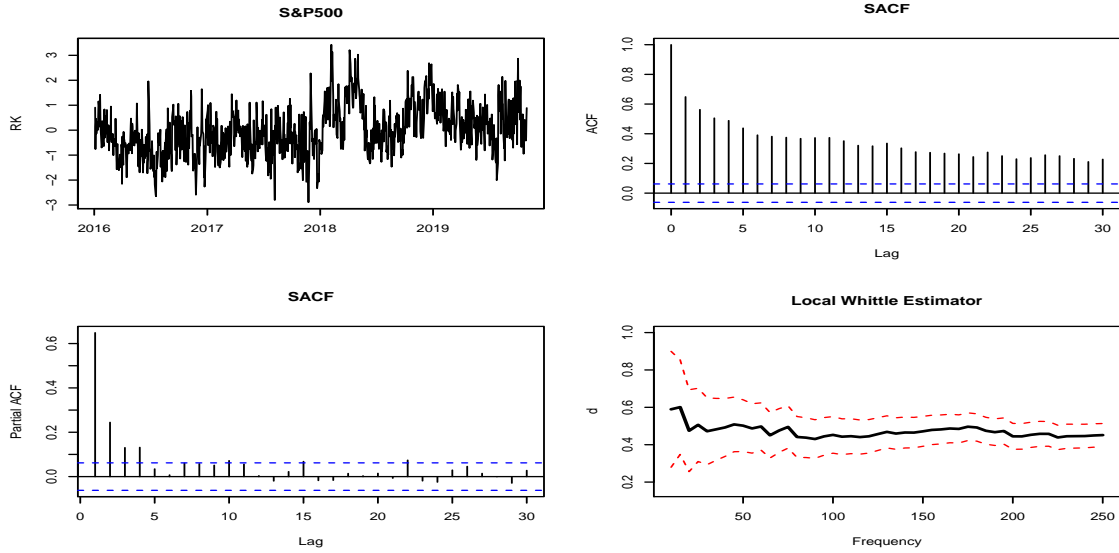 S&P500
RK
3
2
1
0
-1
-2
-3
2016 2017 2018 2019
SACF
ACF
1.0
0.8
0.6
0.4
0.2
0.0
0 5 10 15 20 25 30
Lag
SACF
Partial ACF
0.6
0.4
0.2
0.0
0 5 10 15 20 25 30
Lag
Local Whittle Estimator
d
1.0
0.8
0.6
0.4
0.2
50 100 150 200 250
Frequency